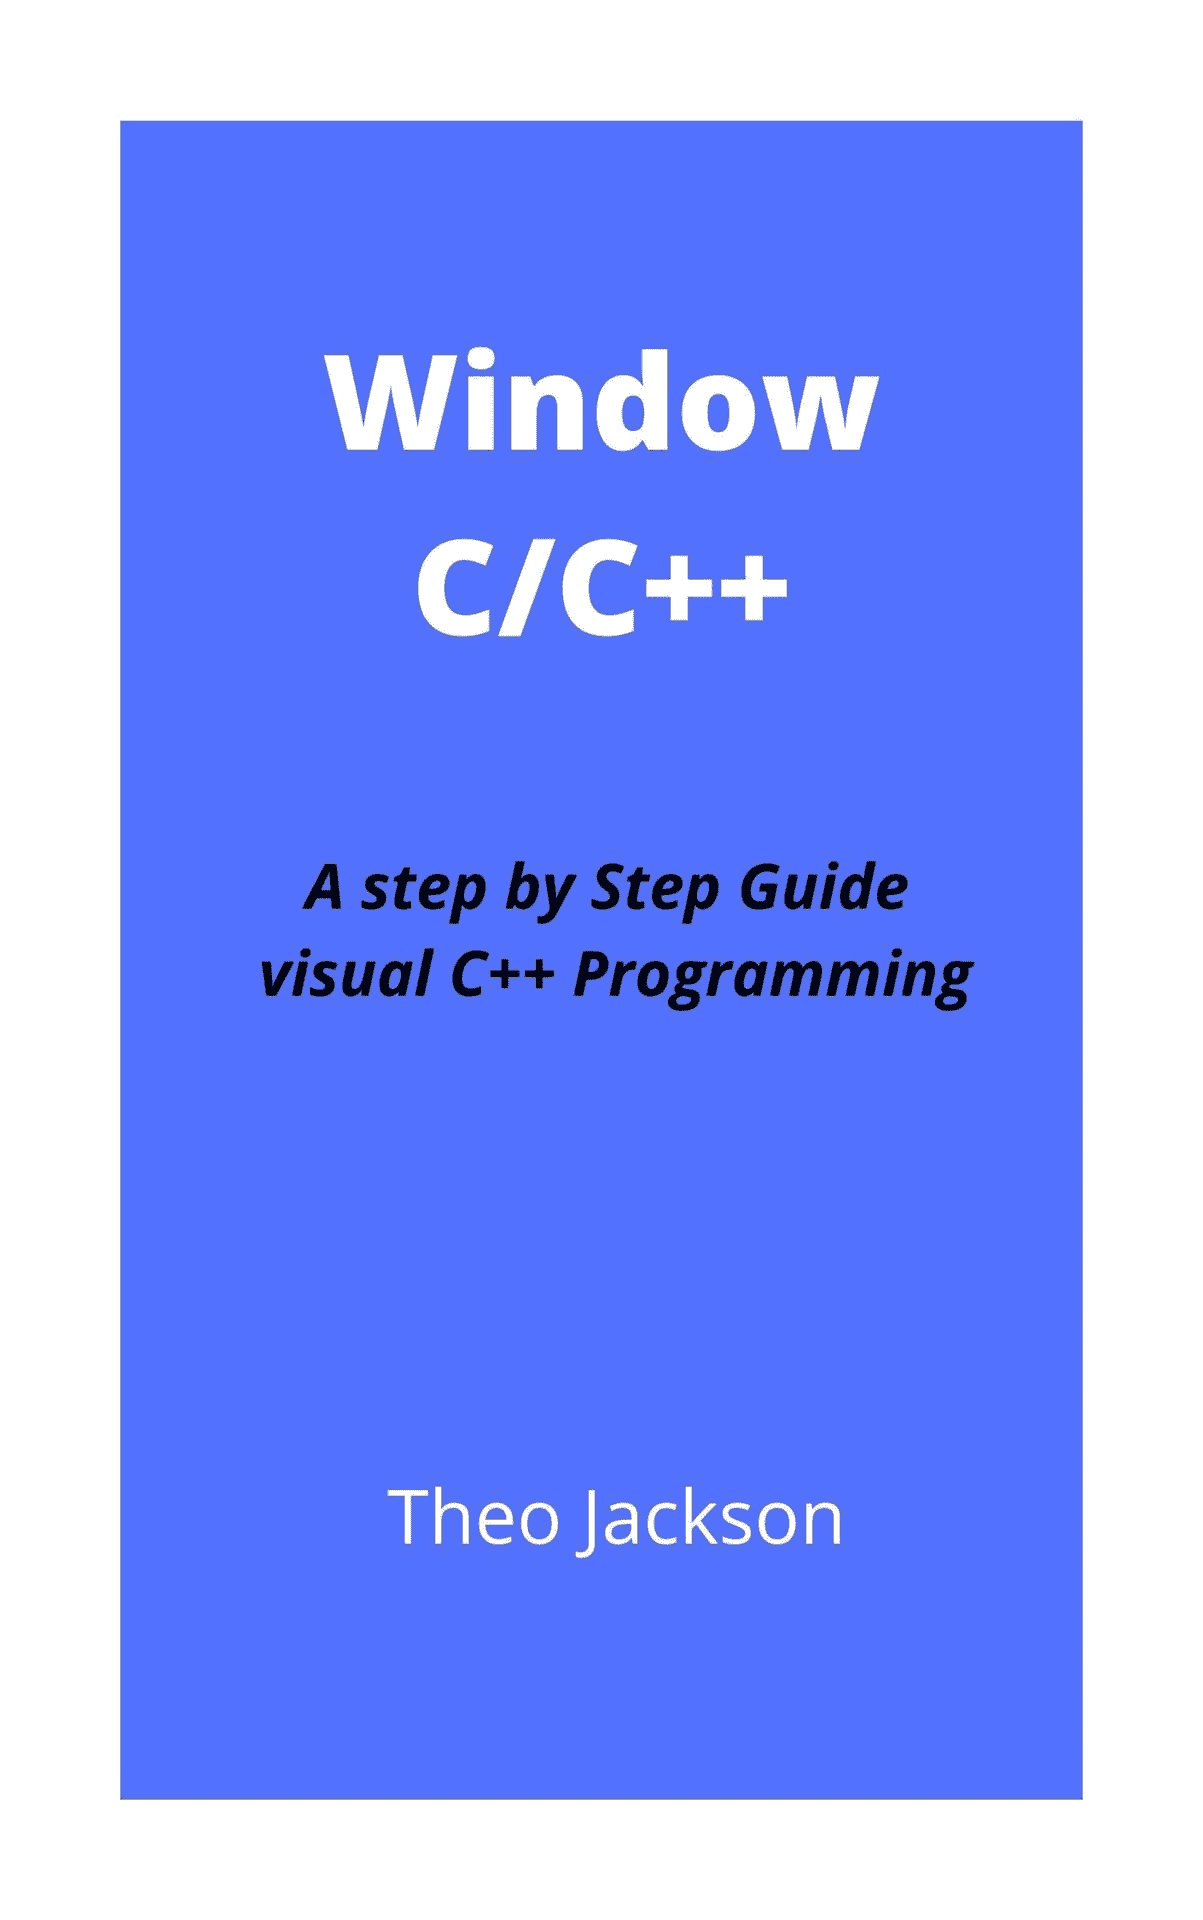 Window
C/C++
A step by Step Guide
visual C++ Programming
Theo Jackson